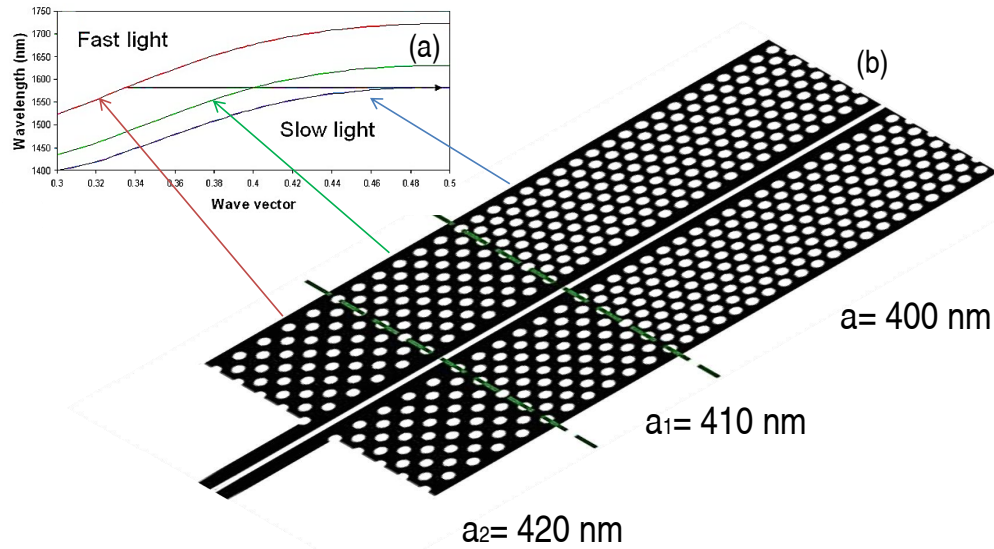 (a)
Fast light
Slow light
Wavelength (nm)
1750
1700
1650
1600
1550
1500
1450
1400
0.3 0.32 0.34 0.36 0.38 0.4 0.42 0.44 0.46 0.48 0.5
Wave vector
(b)
a= 400 nm
a1= 410 nm
a2= 420 nm